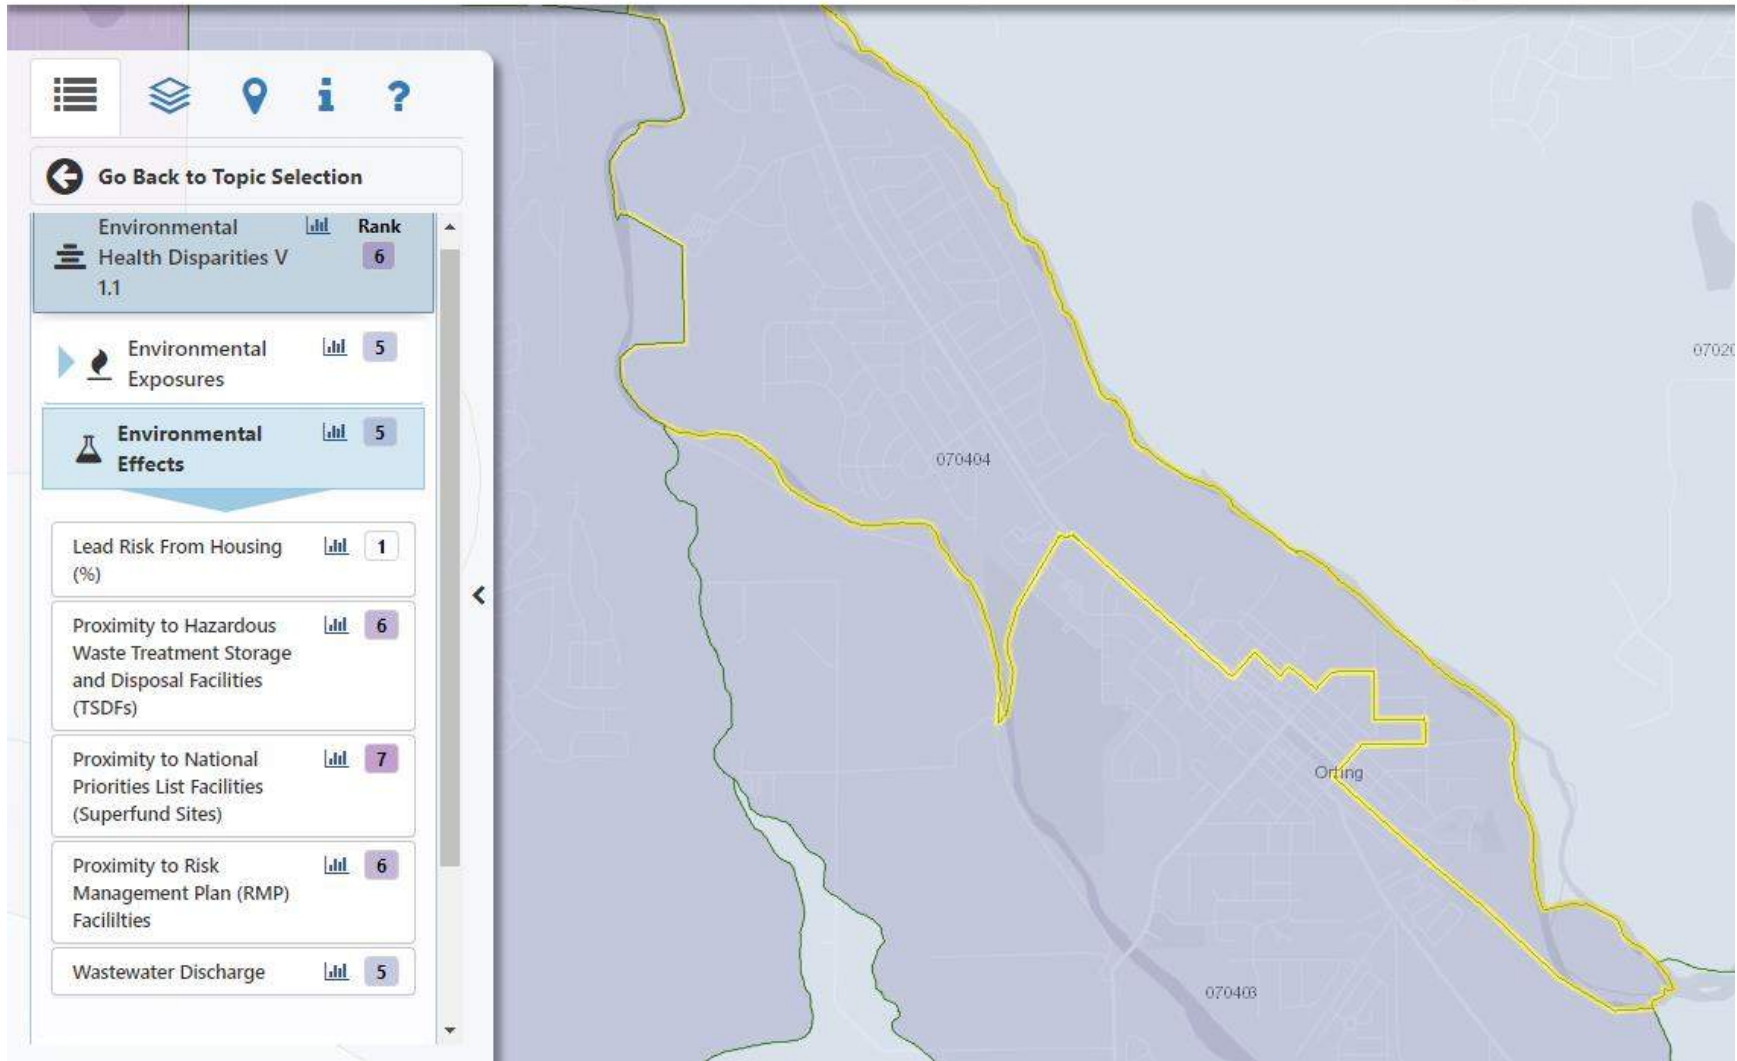 Go Back to Topic Selection
Environmental
Health Disparities V
1.1
Rank
6
Environmental
Exposures
5
Environmental
Effects
5
Lead Risk From Housing
(%)
1
Proximity to Hazardous
Waste Treatment Storage
and Disposal Facilities
(TSDFs)
6
Proximity to National
Priorities List Facilities
(Superfund Sites)
7
Proximity to Risk
Management Plan (RMP)
Facililties
6
Wastewater Discharge
5
07020
070404
Orting
070403